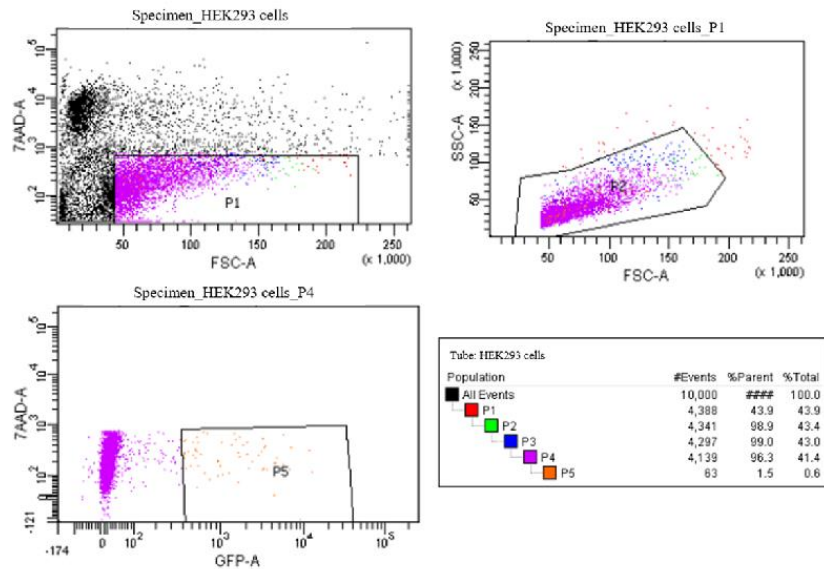 Specimen_HEK293 cells
7AAD-A
10^5
10^4
10^3
10^2
P1
50 100 150 200 250
FSC-A
(x 1,000)
Specimen_HEK293 cells_P1
SSC-A
(x 1,000)
250
200
150
100
50
P2
50 100 150 200 250
FSC-A
(x 1,000)
Specimen_HEK293 cells_P4
7AAD-A
10^5
10^4
10^3
10^2
0
-121
P5
-174 0 10^2 10^3 10^4 10^5
GFP-A
Tube: HEK293 cells
Population #Events %Parent %Total
All Events 10,000 #### 100.0
P1 4,388 43.9 43.9
P2 4,341 98.9 43.4
P3 4,297 99.0 43.0
P4 4,139 96.3 41.4
P5 63 1.5 0.6